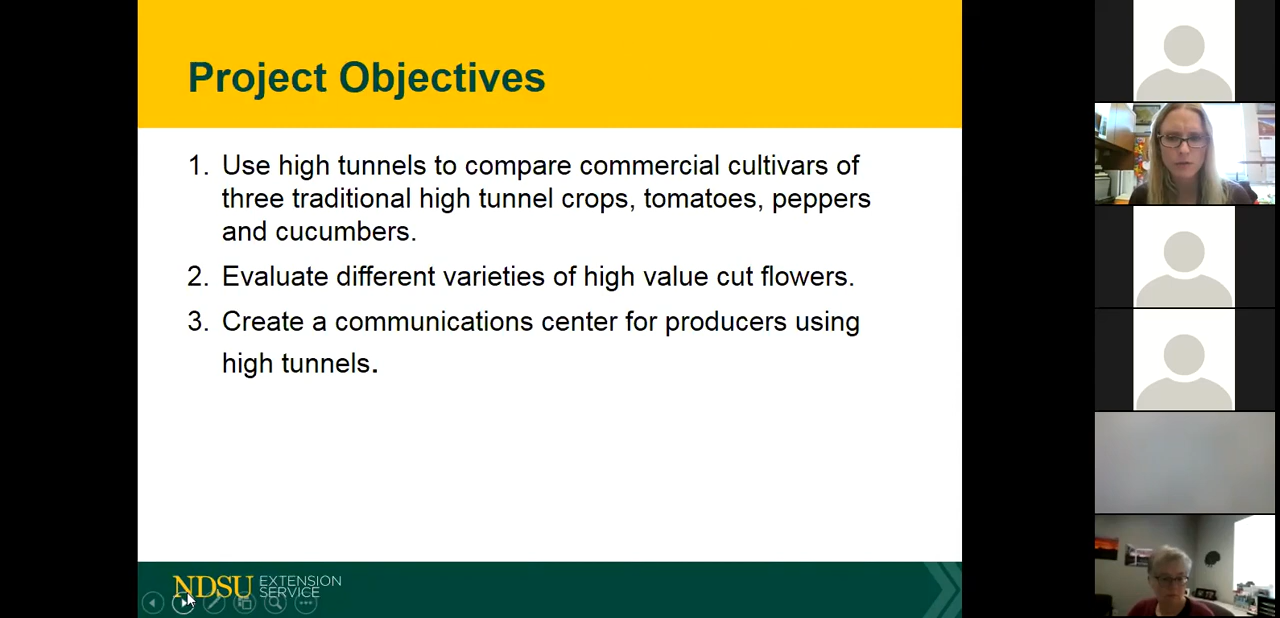 Project Objectives
1. Use high tunnels to compare commercial cultivars of
three traditional high tunnel crops, tomatoes, peppers
and cucumbers.
2. Evaluate different varieties of high value cut flowers.
3. Create a communications center for producers using
high tunnels.
NDSU EXTENSION
SERVICE